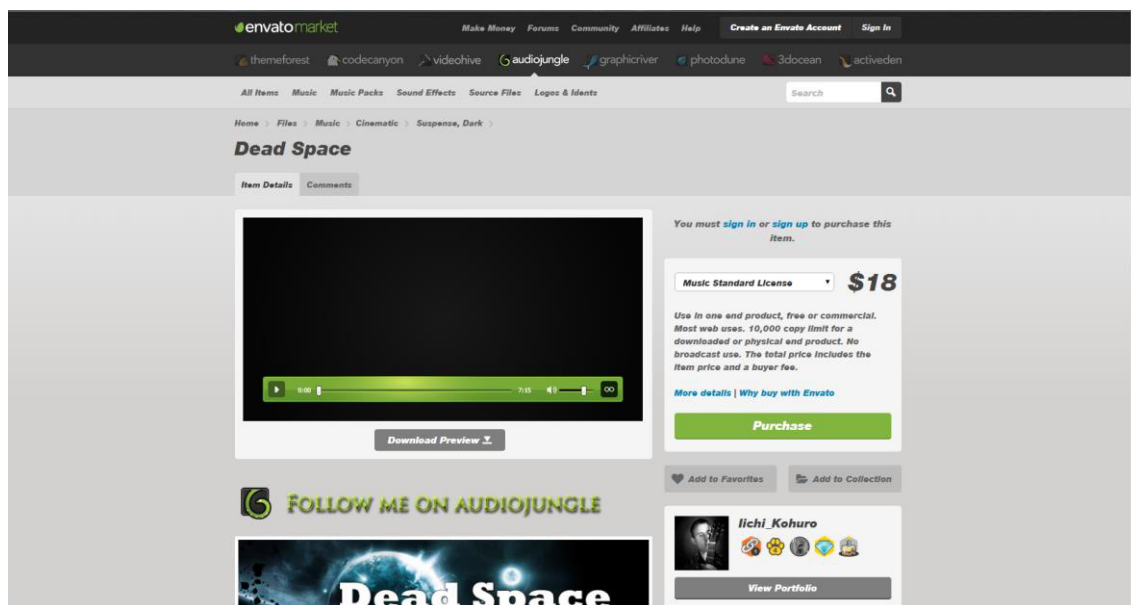 envatomarket Make Money Forums Community Affiliates Help Create an Envato Account Sign In
themeforest codecanyon videohive audiojungle graphicriver photodune 3docean activeden
All Items Music Music Packs Sound Effects Source Files Logos & Idents Search
Home > Files > Music > Cinematic > Suspense, Dark >
Dead Space
Item Details Comments
You must sign in or sign up to purchase this
item.
Music Standard License $18
Use in one end product, free or commercial.
Most web uses. 10,000 copy limit for a
downloaded or physical end product. No
broadcast use. The total price includes the
item price and a buyer fee.
More details | Why buy with Envato
Purchase
0:00 7:15
Download Preview
Add to Favorites Add to Collection
Follow me on audiojungle
Iichi_Kohuro
View Portfolio
Dead Space